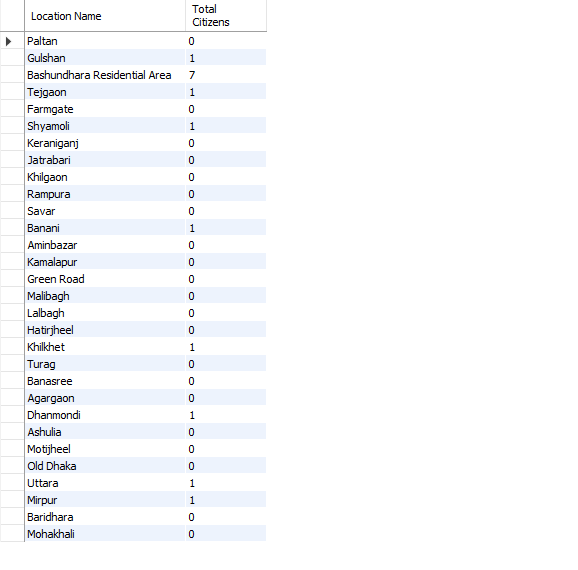 Location Name Total Citizens
Paltan 0
Gulshan 1
Bashundhara Residential Area 7
Tejgaon 1
Farmgate 0
Shyamoli 1
Keraniganj 0
Jatrabari 0
Khilgaon 0
Rampura 0
Savar 0
Banani 1
Aminbazar 0
Kamalapur 0
Green Road 0
Malibagh 0
Lalbagh 0
Hatirjheel 0
Khilkhet 1
Turag 0
Banasree 0
Agargaon 0
Dhanmondi 1
Ashulia 0
Motijheel 0
Old Dhaka 0
Uttara 1
Mirpur 1
Baridhara 0
Mohakhali 0